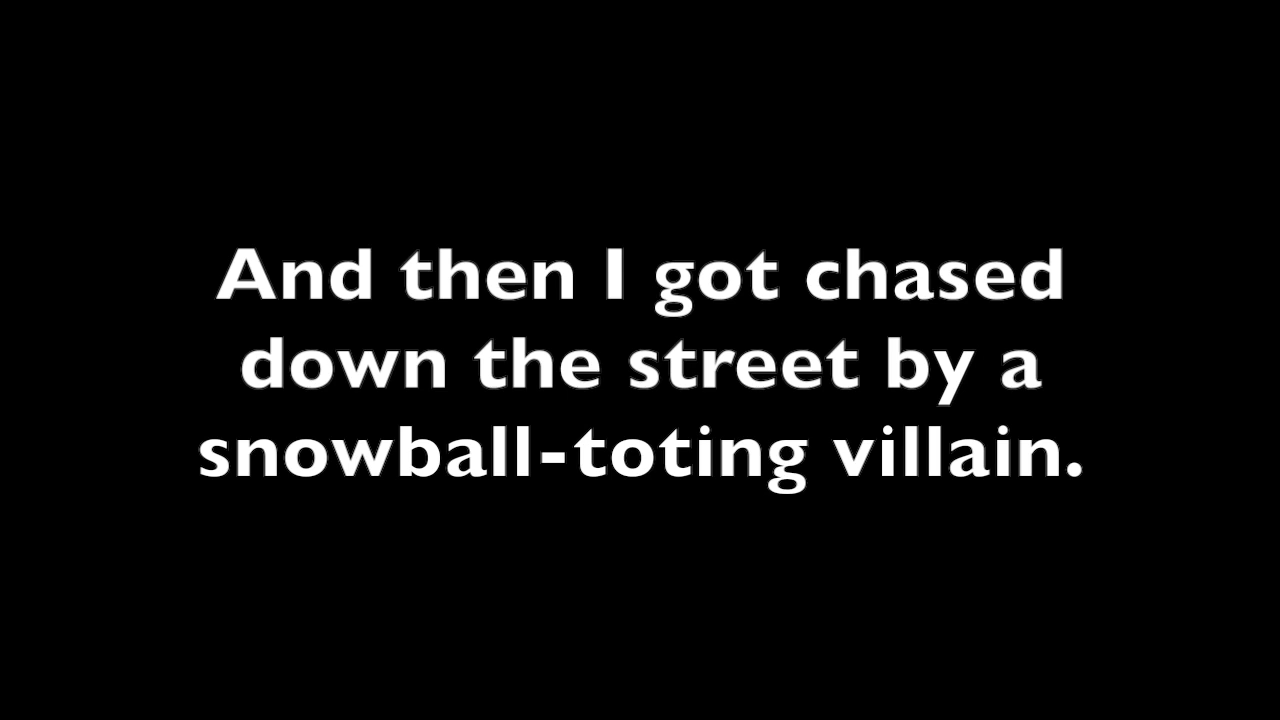 And then I got chased
down the street by a
snowball-toting villain.